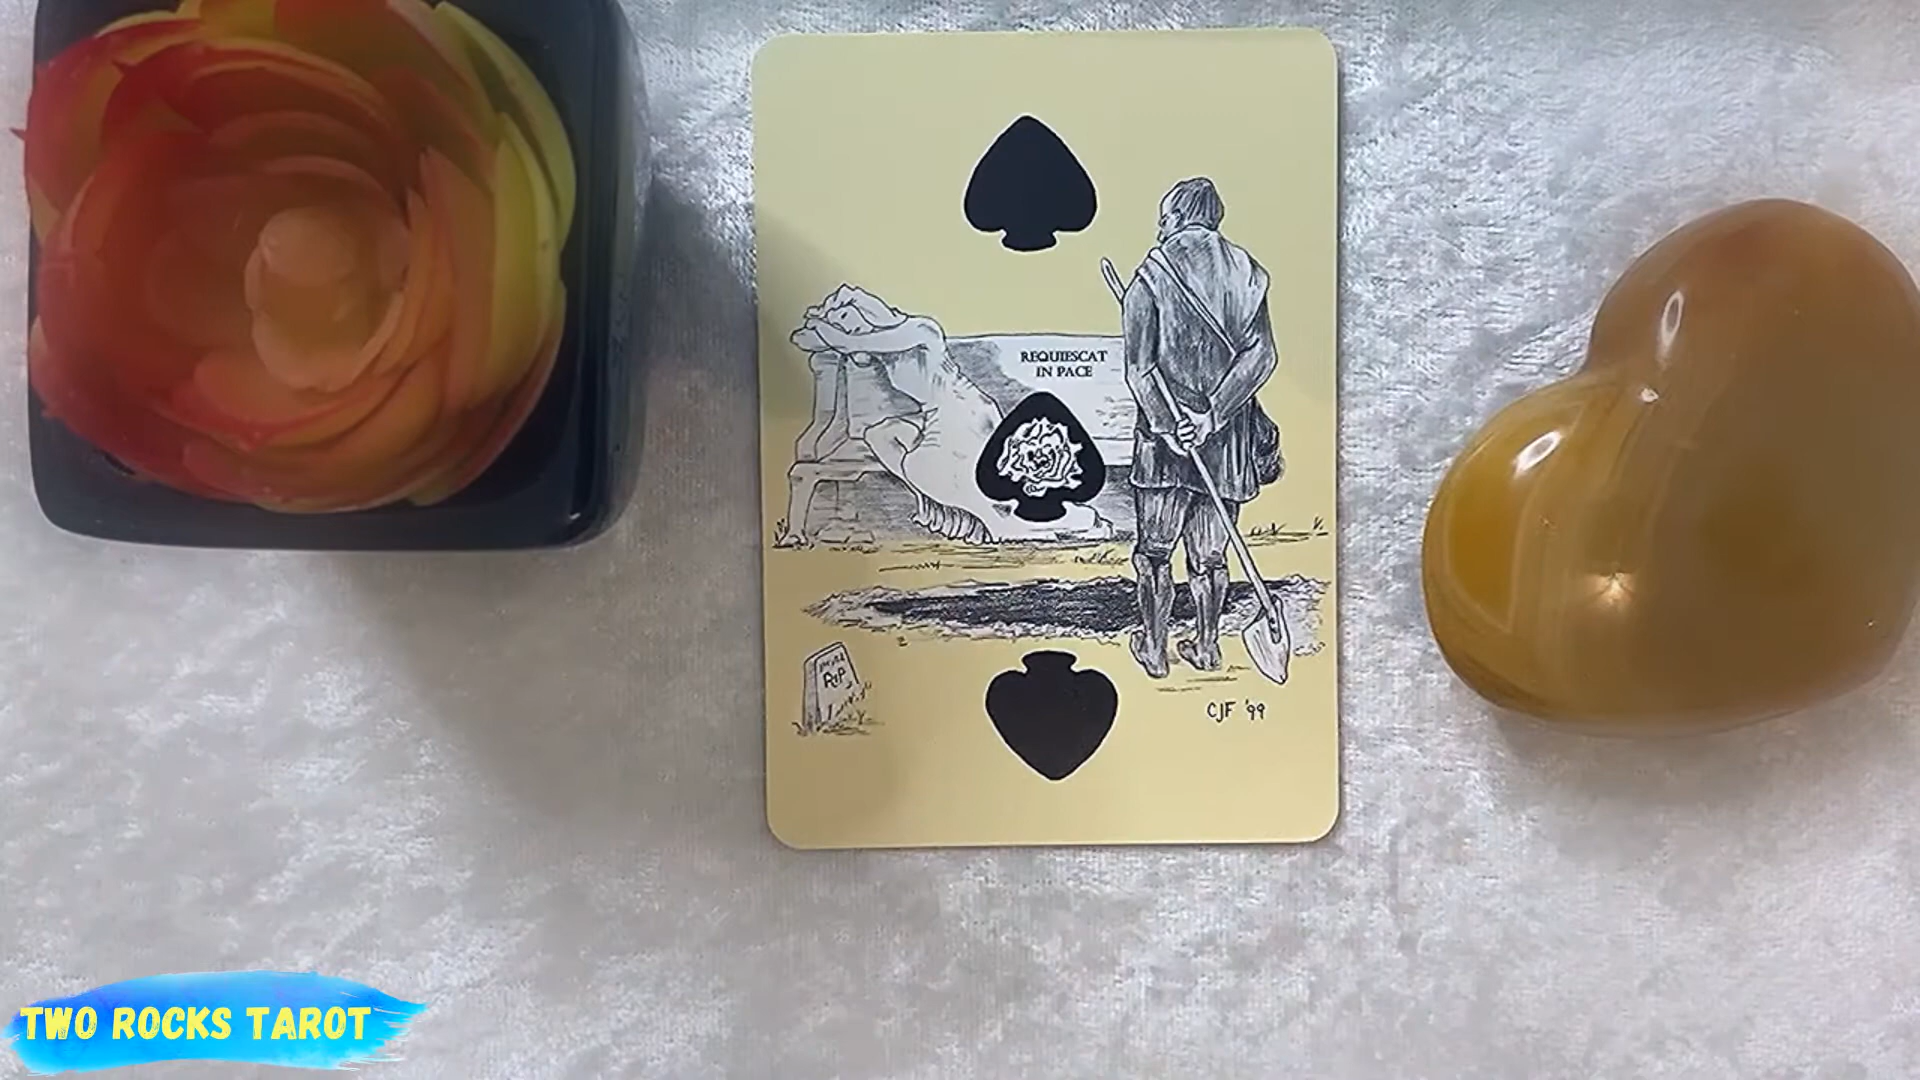 REQUIESCAT
IN PACE
RIP
CJF '99
TWO ROCKS TAROT